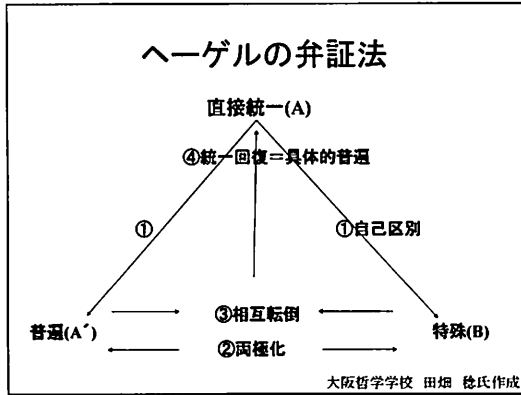 ヘーゲルの弁証法
直接統一(A)
④統一回復＝具体的普遍
①
①自己区別
③相互転倒
普遍(A´)
特殊(B)
②両極化
大阪哲学学校 田畑 稔氏作成